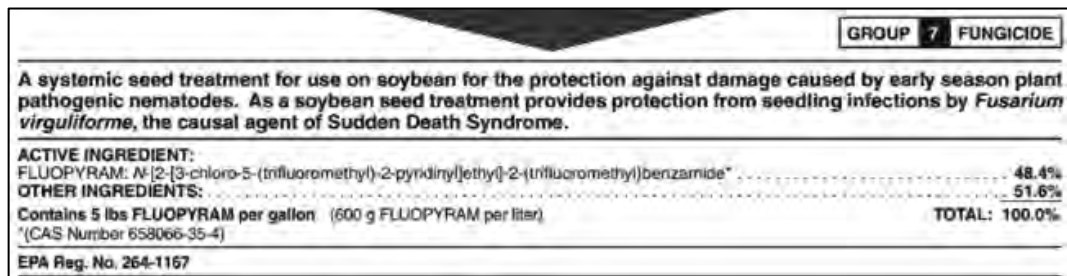 GROUP 7 FUNGICIDE
A systemic seed treatment for use on soybean for the protection against damage caused by early season plant
pathogenic nematodes. As a soybean seed treatment provides protection from seedling infections by Fusarium
virguliforme, the causal agent of Sudden Death Syndrome.
ACTIVE INGREDIENT:
FLUOPYRAM: N-[2-[3-chloro-5-(trifluoromethyl)-2-pyridinyl]ethyl]-2-(trifluoromethyl)benzamide* . . . . . . . . . . . . . . . . . . . . . . . . . . . . 48.4%
OTHER INGREDIENTS: . . . . . . . . . . . . . . . . . . . . . . . . . . . . . . . . . . . . . . . . . . . . . . . . . . . . . . . . . . . . 51.6%
Contains 5 lbs FLUOPYRAM per gallon (600 g FLUOPYRAM per liter) TOTAL: 100.0%
*(CAS Number 658066-35-4)
EPA Reg. No. 264-1167